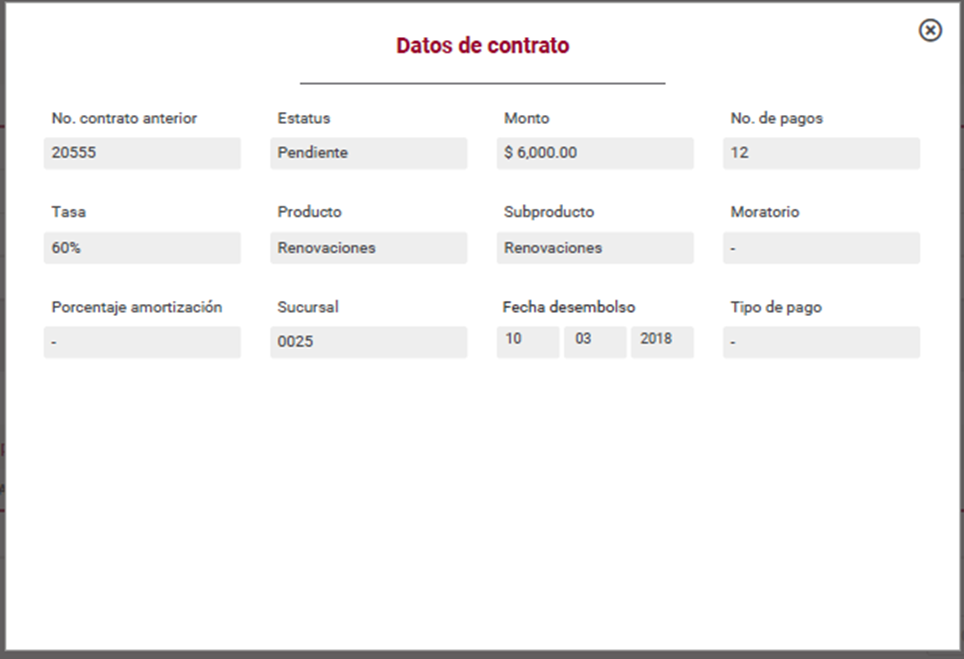 Datos de contrato
No. contrato anterior Estatus Monto No. de pagos
20555 Pendiente $ 6,000.00 12
Tasa Producto Subproducto Moratorio
60% Renovaciones Renovaciones -
Porcentaje amortización Sucursal Fecha desembolso Tipo de pago
- 0025 10 03 2018 -